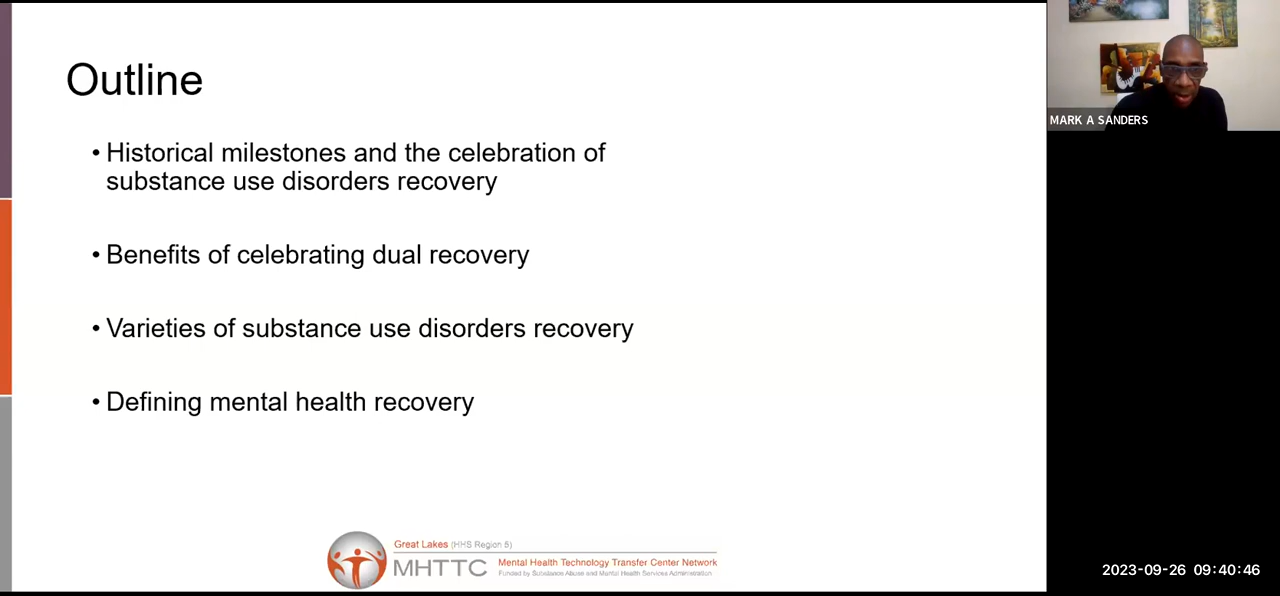 Outline
• Historical milestones and the celebration of
substance use disorders recovery
• Benefits of celebrating dual recovery
• Varieties of substance use disorders recovery
• Defining mental health recovery
Great Lakes (HHS Region 5)
MHTTC
Mental Health Technology Transfer Center Network
Funded by Substance Abuse and Mental Health Services Administration
MARK A SANDERS
2023-09-26 09:40:46